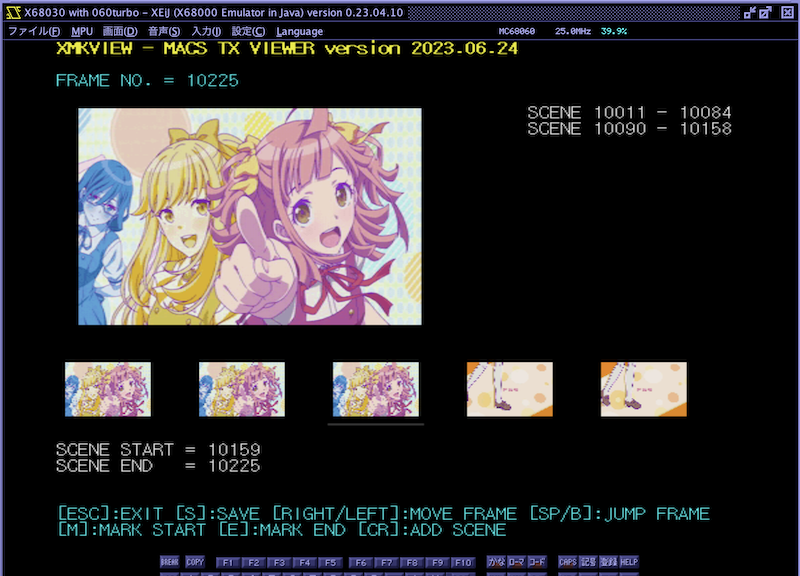 X68030 with 060turbo - XEiJ (X68000 Emulator in Java) version 0.23.04.10
ファイル(F) MPU 画面(D) 音声(S) 入力(I) 設定(C) Language MC68060 25.0MHz 39.9%
XMKVIEW - MACS TX VIEWER version 2023.06.24
FRAME NO. = 10225
SCENE 10011 - 10084
SCENE 10090 - 10158
SCENE START = 10159
SCENE END = 10225
[ESC]:EXIT [S]:SAVE [RIGHT/LEFT]:MOVE FRAME [SP/B]:JUMP FRAME
[M]:MARK START [E]:MARK END [CR]:ADD SCENE
BREAK COPY F1 F2 F3 F4 F5 F6 F7 F8 F9 F10 かな ローマ コード CAPS 記号 登録 HELP